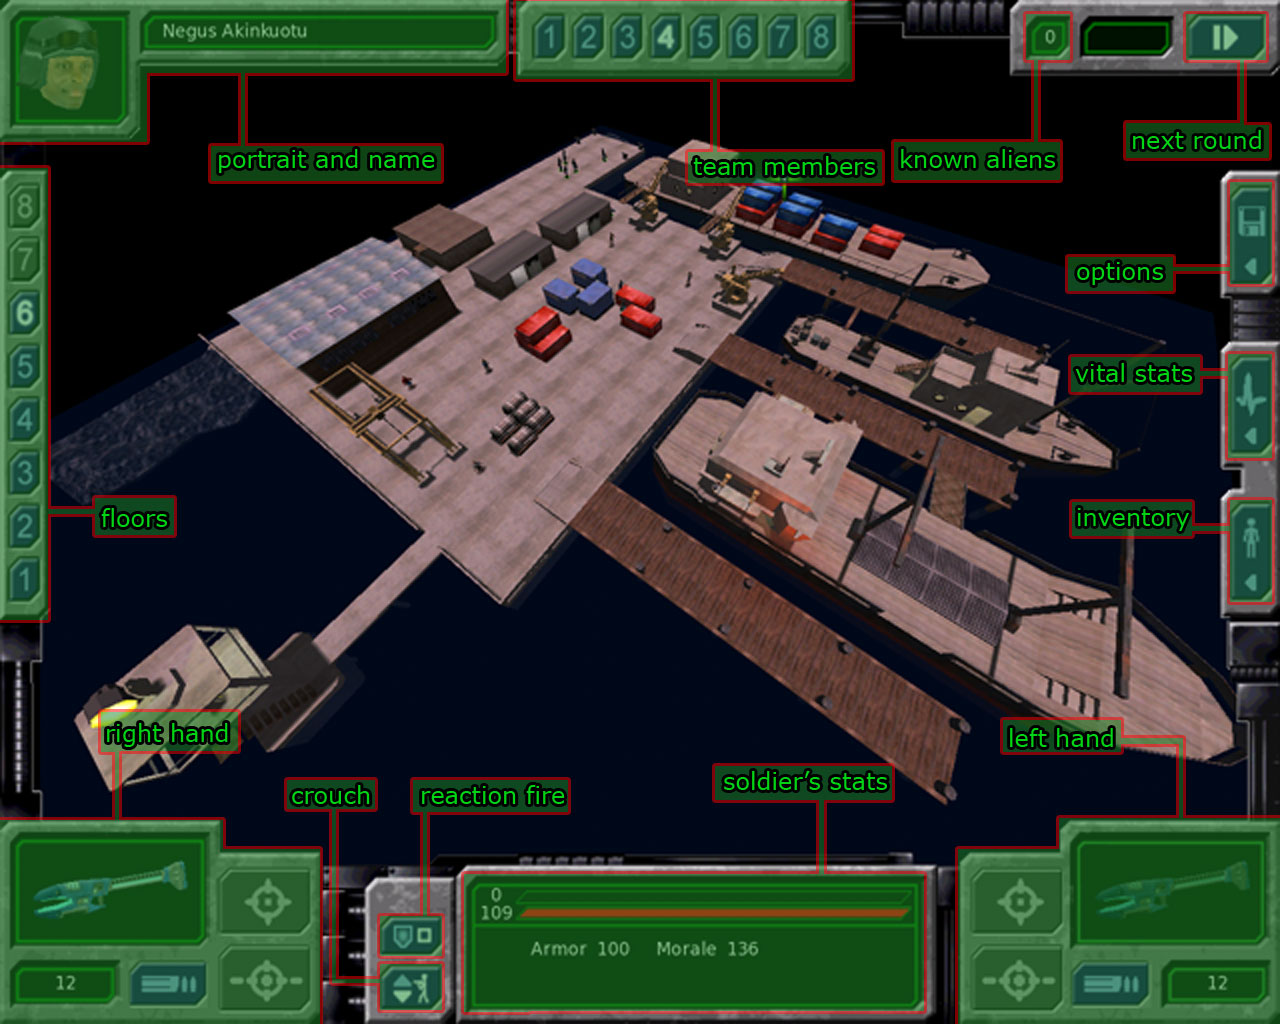 Negus Akinkuotu
1 2 3 4 5 6 7 8
0
portrait and name
team members
known aliens
next round
8
7
6
5
4
3
2
1
options
vital stats
inventory
floors
right hand
left hand
crouch
reaction fire
soldier's stats
0
109
Armor 100 Morale 136
12
12